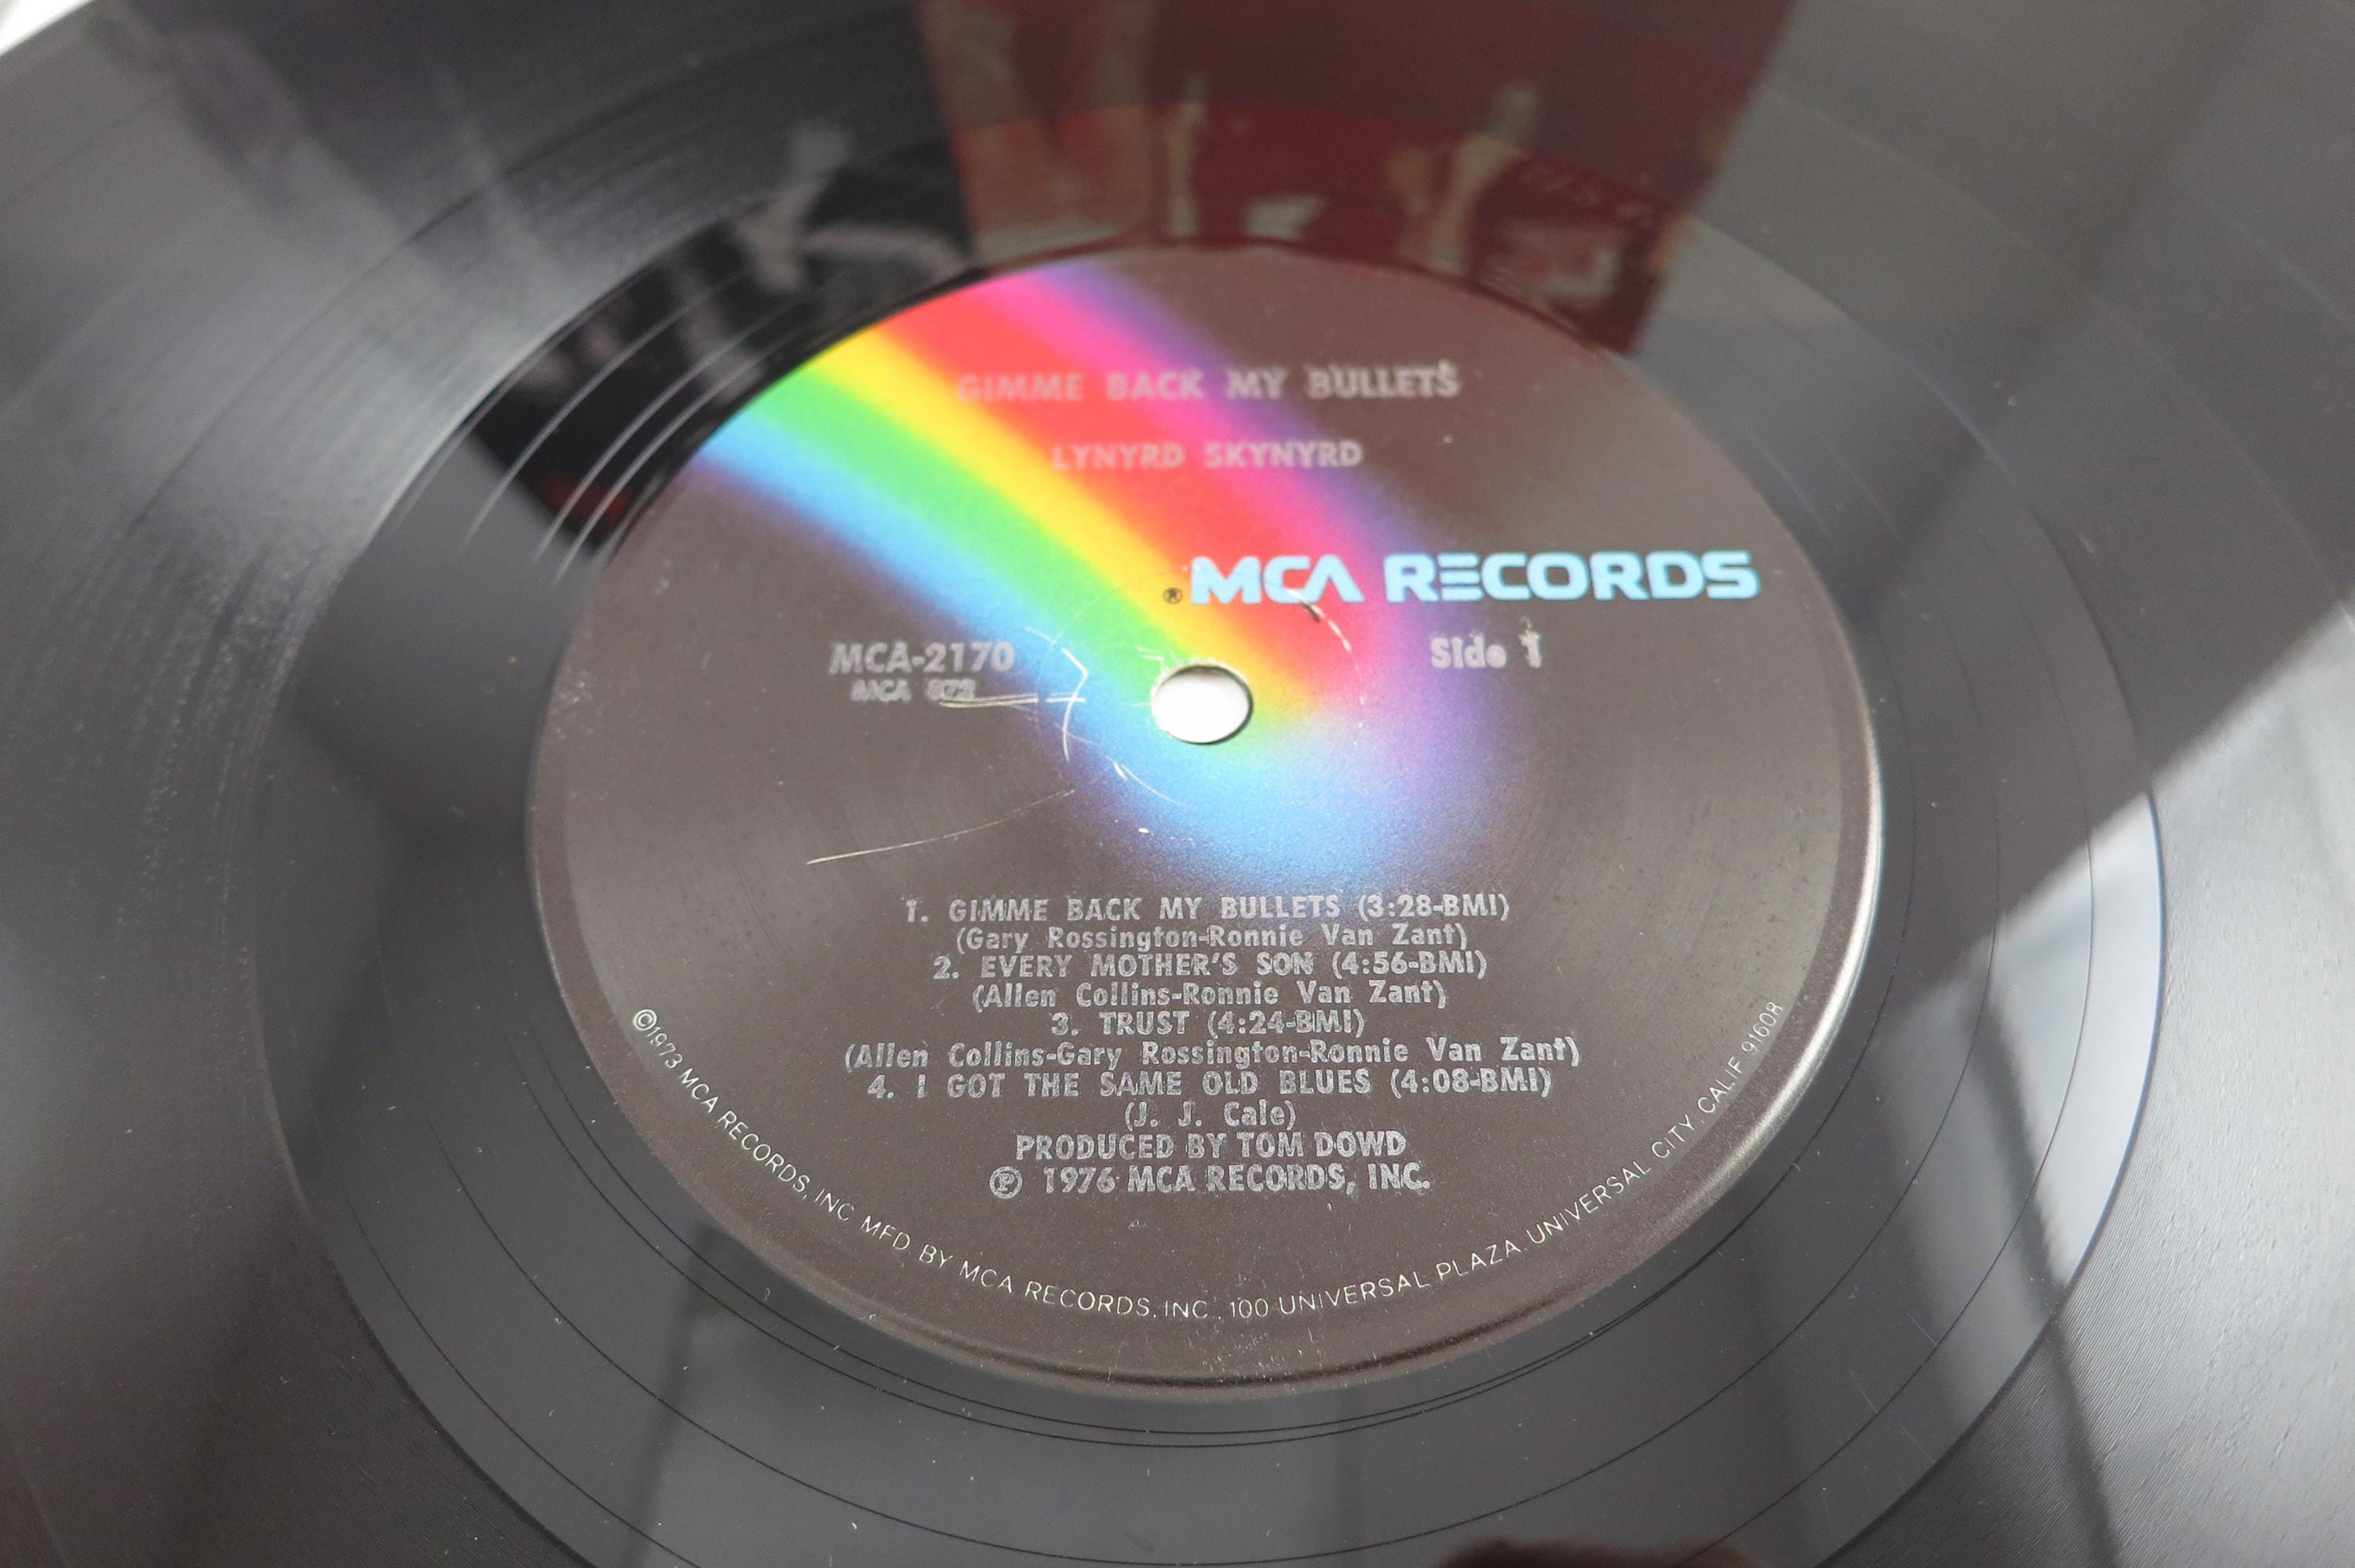 GIMME BACK MY BULLETS
LYNYRD SKYNYRD
® MCA RECORDS
MCA-2170
Side 1
MCA 872
1. GIMME BACK MY BULLETS (3:28-BMI)
(Gary Rossington-Ronnie Van Zant)
2. EVERY MOTHER'S SON (4:56-BMI)
(Allen Collins-Ronnie Van Zant)
3. TRUST (4:24-BMI)
(Allen Collins-Gary Rossington-Ronnie Van Zant)
4. I GOT THE SAME OLD BLUES (4:08-BMI)
(J. J. Cale)
PRODUCED BY TOM DOWD
℗ 1976 MCA RECORDS, INC.
©1973 MCA RECORDS, INC MFD BY MCA RECORDS, INC., 100 UNIVERSAL PLAZA, UNIVERSAL CITY, CALIF 91608